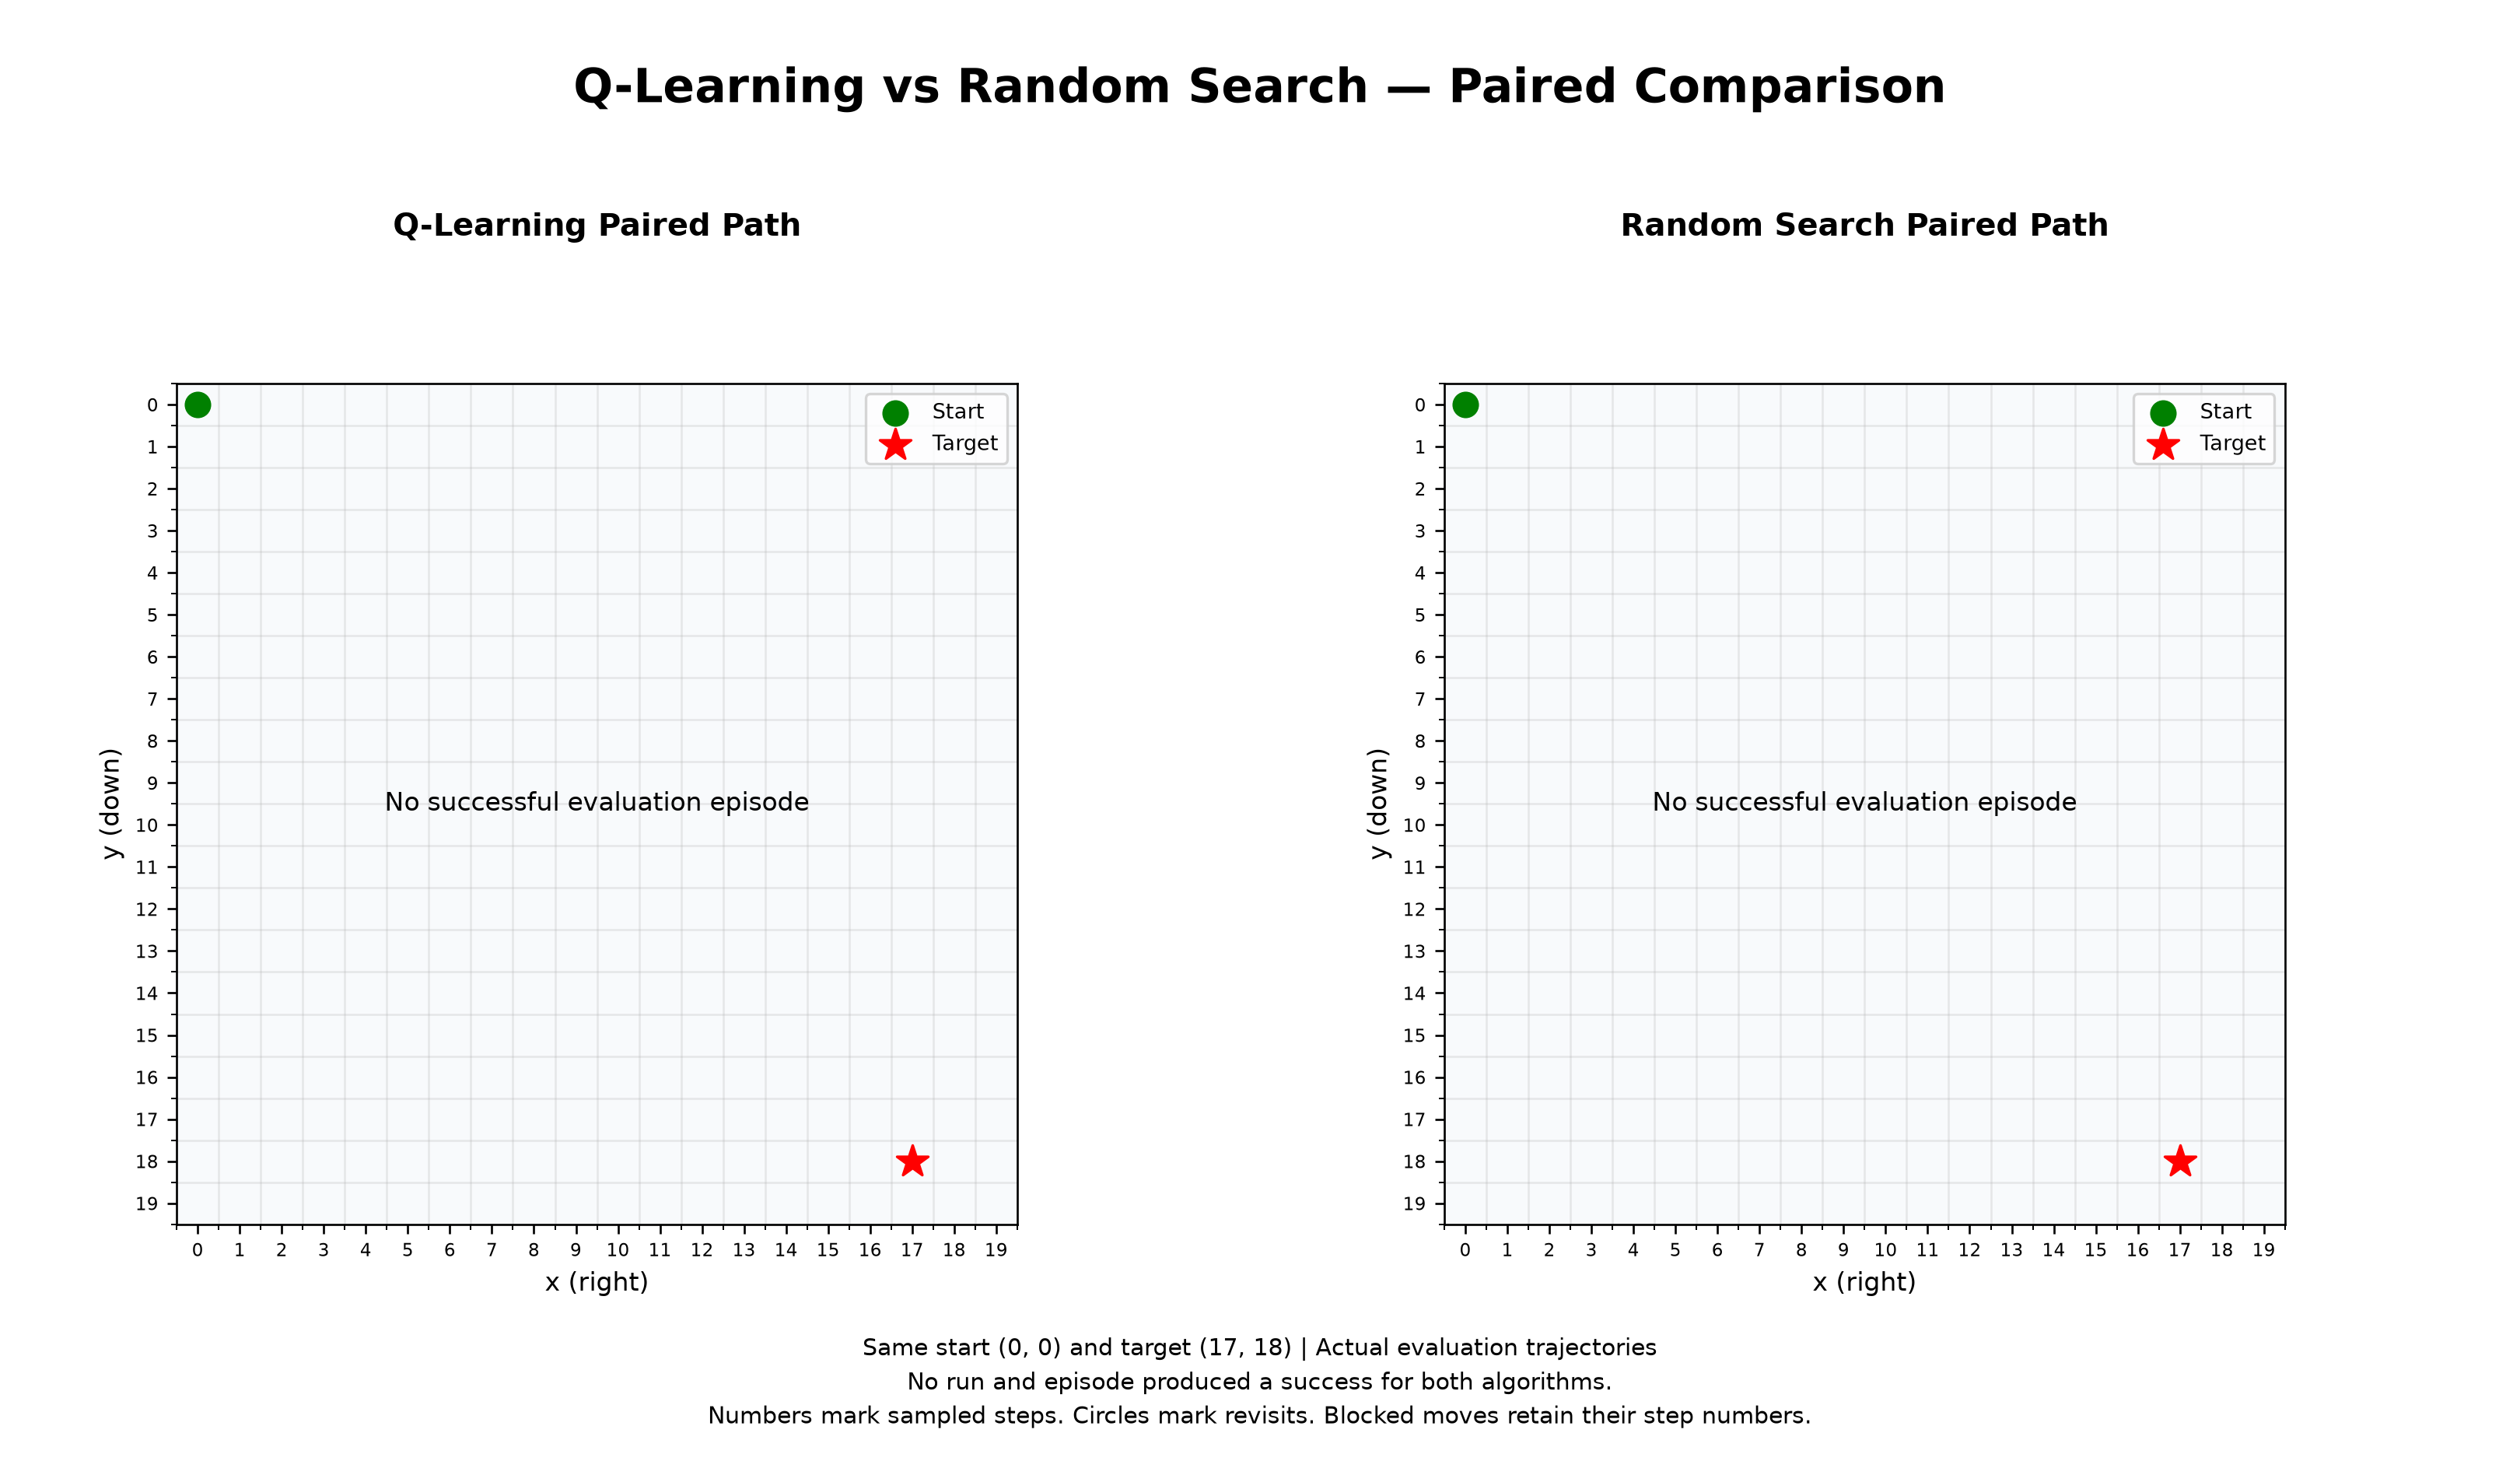 Q-Learning vs Random Search — Paired Comparison
Q-Learning Paired Path
Random Search Paired Path
Start
Target
0
1
2
3
4
5
6
7
8
9
10
11
12
13
14
15
16
17
18
19
y (down)
No successful evaluation episode
0 1 2 3 4 5 6 7 8 9 10 11 12 13 14 15 16 17 18 19
x (right)
Start
Target
0
1
2
3
4
5
6
7
8
9
10
11
12
13
14
15
16
17
18
19
y (down)
No successful evaluation episode
0 1 2 3 4 5 6 7 8 9 10 11 12 13 14 15 16 17 18 19
x (right)
Same start (0, 0) and target (17, 18) | Actual evaluation trajectories
No run and episode produced a success for both algorithms.
Numbers mark sampled steps. Circles mark revisits. Blocked moves retain their step numbers.